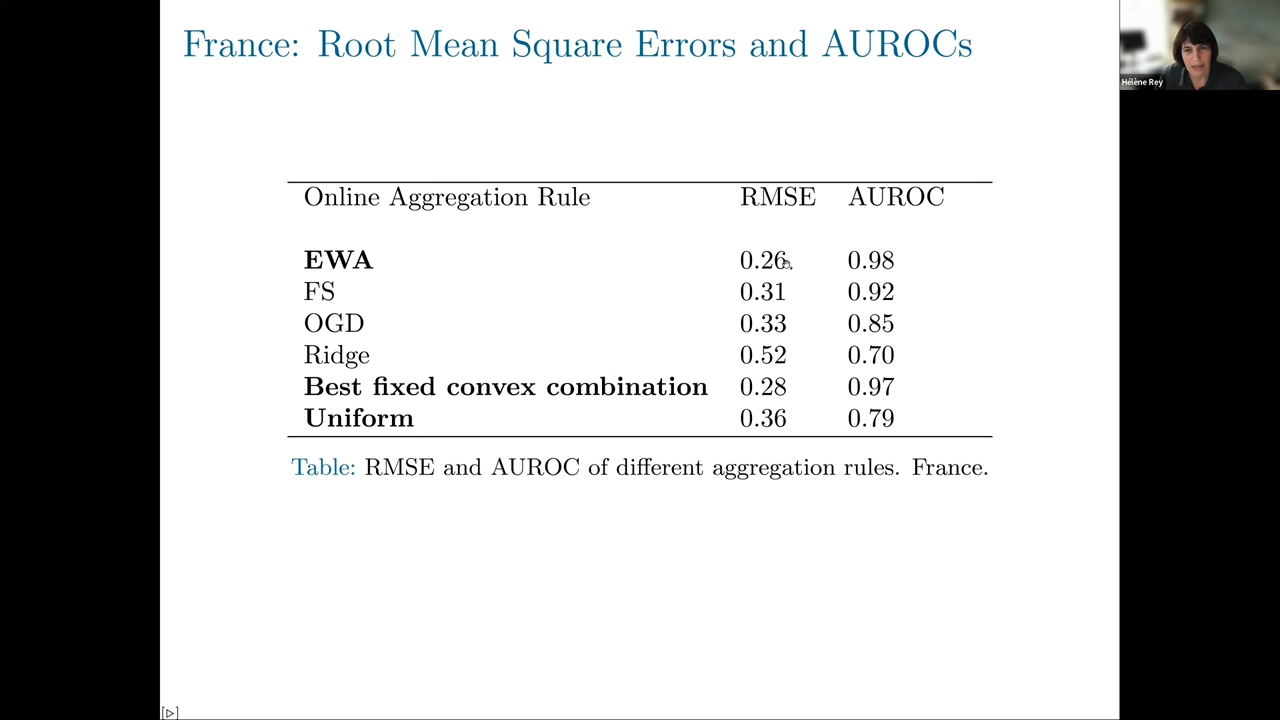 France: Root Mean Square Errors and AUROCs
Hélène Rey
Online Aggregation Rule RMSE AUROC
EWA 0.26 0.98
FS 0.31 0.92
OGD 0.33 0.85
Ridge 0.52 0.70
Best fixed convex combination 0.28 0.97
Uniform 0.36 0.79
Table: RMSE and AUROC of different aggregation rules. France.